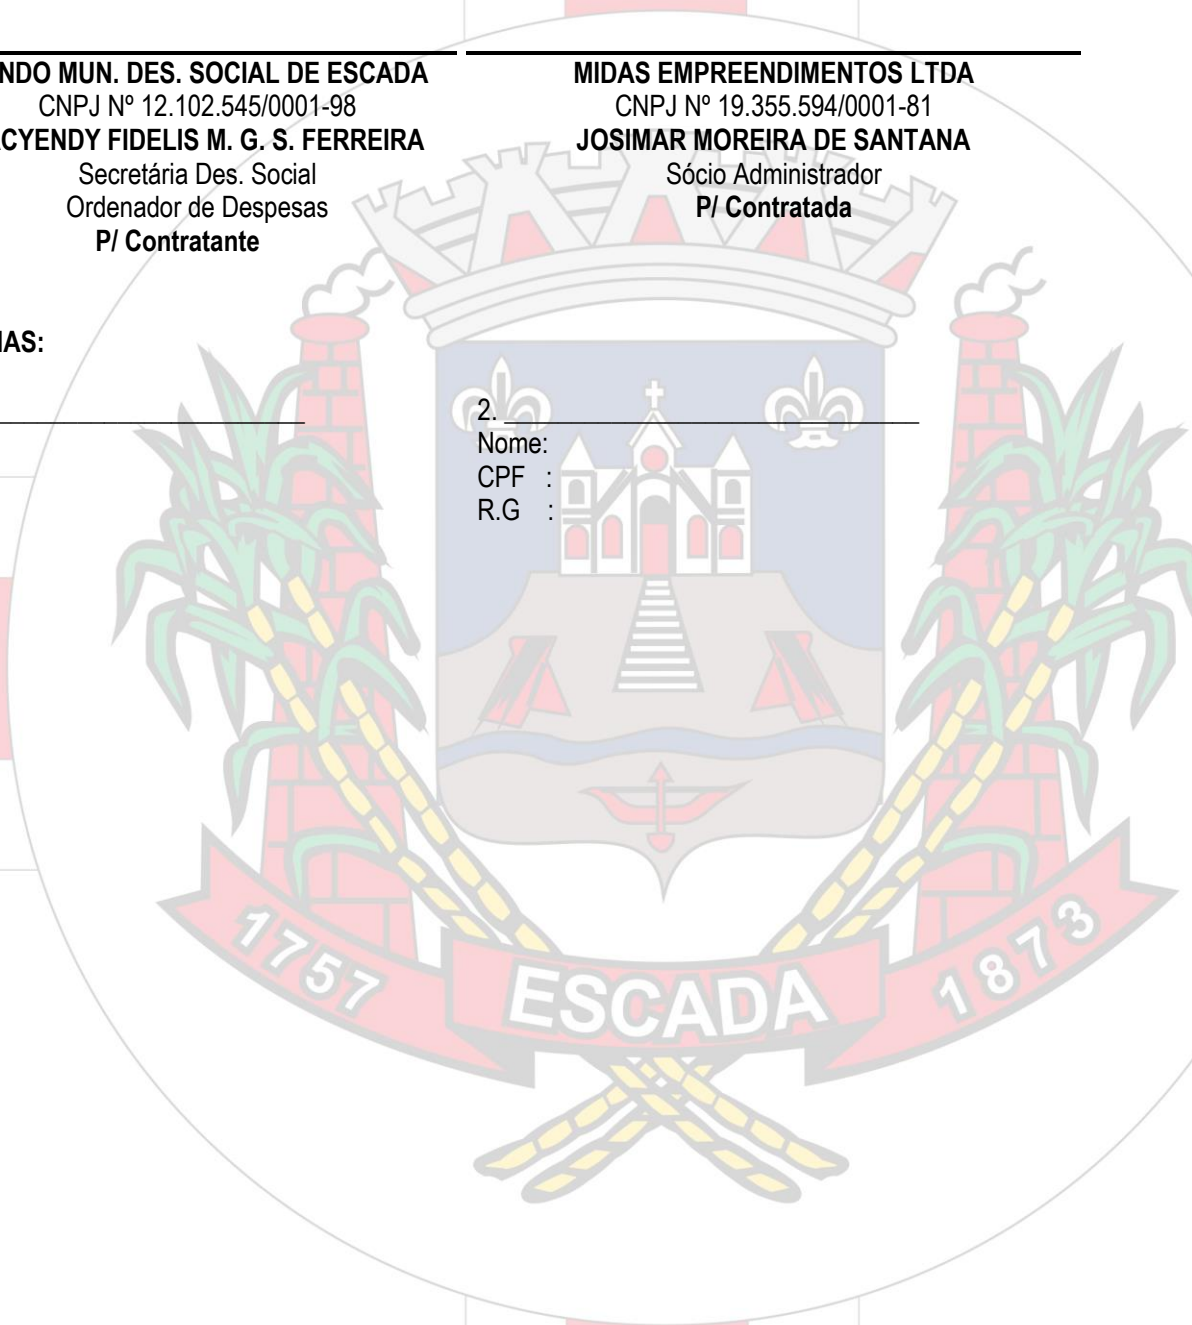 NDO MUN. DES. SOCIAL DE ESCADA
CNPJ Nº 12.102.545/0001-98
CYENDY FIDELIS M. G. S. FERREIRA
Secretária Des. Social
Ordenador de Despesas
P/ Contratante
MIDAS EMPREENDIMENTOS LTDA
CNPJ Nº 19.355.594/0001-81
JOSIMAR MOREIRA DE SANTANA
Sócio Administrador
P/ Contratada
AS:
2. ______________________________
Nome:
CPF :
R.G :
1757
ESCADA
1873